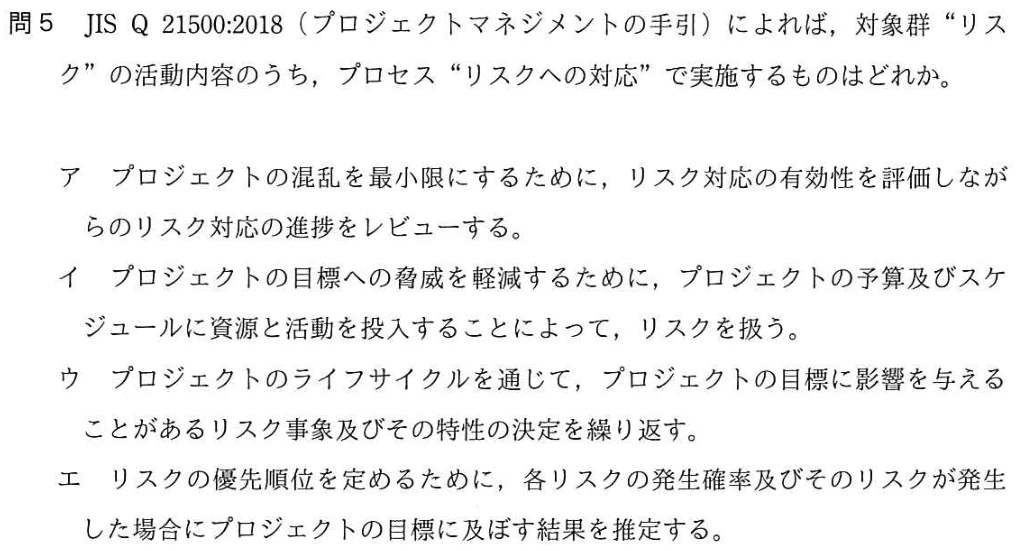 問5 JIS Q 21500:2018（プロジェクトマネジメントの手引）によれば，対象群“リス
ク”の活動内容のうち，プロセス“リスクへの対応”で実施するものはどれか。
ア プロジェクトの混乱を最小限にするために，リスク対応の有効性を評価しなが
らのリスク対応の進捗をレビューする。
イ プロジェクトの目標への脅威を軽減するために，プロジェクトの予算及びスケ
ジュールに資源と活動を投入することによって，リスクを扱う。
ウ プロジェクトのライフサイクルを通じて，プロジェクトの目標に影響を与える
ことがあるリスク事象及びその特性の決定を繰り返す。
エ リスクの優先順位を定めるために，各リスクの発生確率及びそのリスクが発生
した場合にプロジェクトの目標に及ぼす結果を推定する。